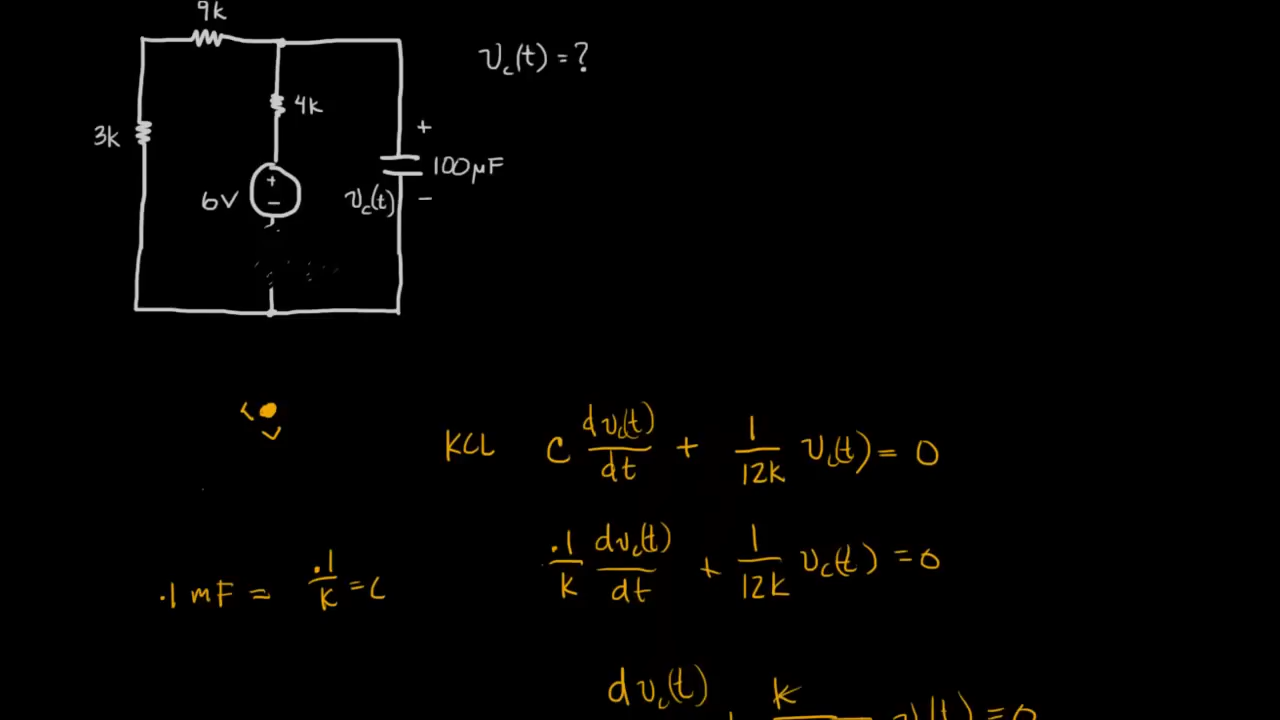 9k
v_c(t) = ?
4k
3k
+
100μF
6V
+
−
v_c(t)
−
KCL C dv_c(t)/dt + 1/12k v_c(t) = 0
.1/k dv_c(t)/dt + 1/12k v_c(t) = 0
.1 mF = .1/k = C
dv_c(t) k
v(t) = 0